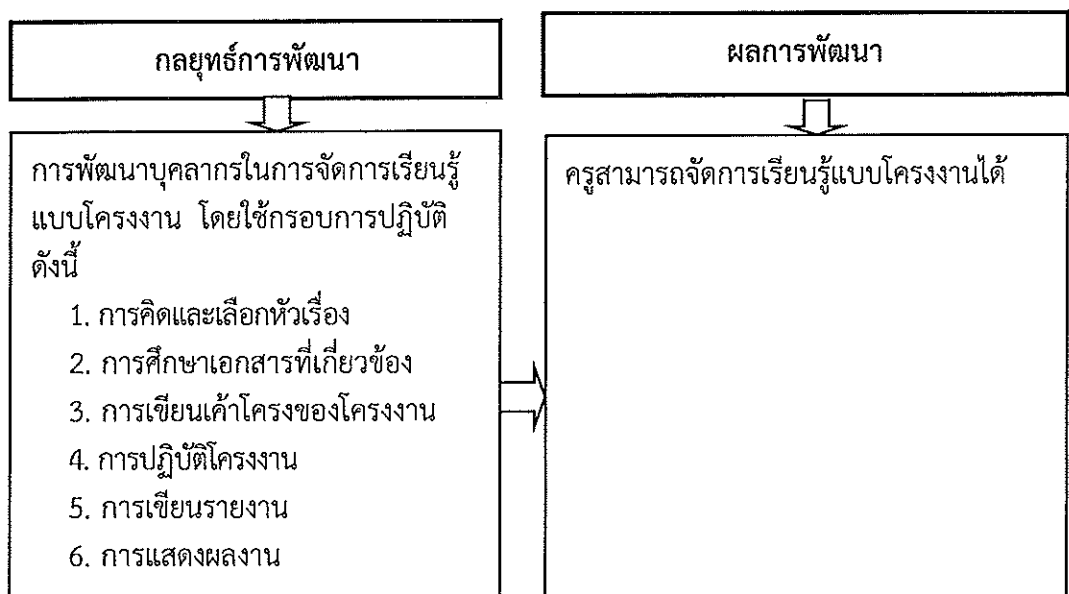 กลยุทธ์การพัฒนา
ผลการพัฒนา
การพัฒนาบุคลากรในการจัดการเรียนรู้
แบบโครงงาน โดยใช้กรอบการปฏิบัติ
ดังนี้
1. การคิดและเลือกหัวเรื่อง
2. การศึกษาเอกสารที่เกี่ยวข้อง
3. การเขียนเค้าโครงของโครงงาน
4. การปฏิบัติโครงงาน
5. การเขียนรายงาน
6. การแสดงผลงาน
ครูสามารถจัดการเรียนรู้แบบโครงงานได้